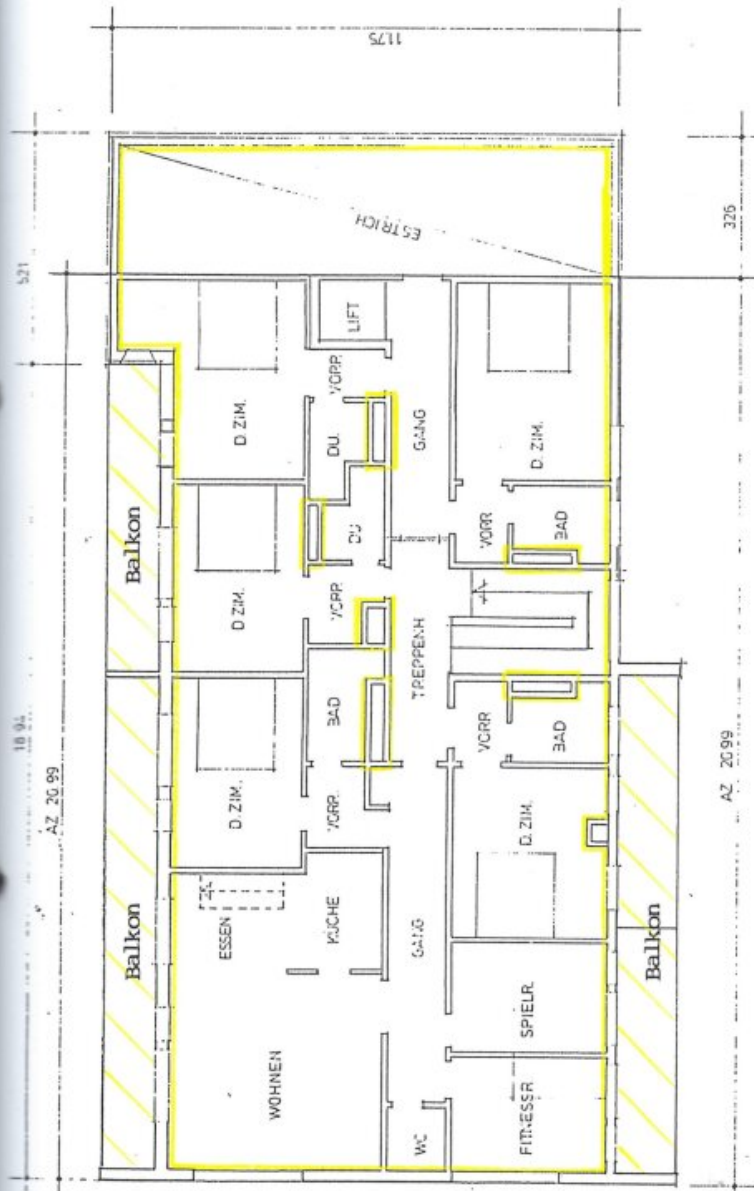 11.75
521
326
ESTRICH
LIFT
VORR.
D. ZIM.
DU.
GANG
D. ZIM.
Balkon
DU
VORR
BAD
D. ZIM.
VORR.
TREPPENH
18 94
AZ 20.99
BAD
VORR
BAD
D. ZIM.
VORR.
D. ZIM.
AZ 20 99
Balkon
ESSEN
KÜCHE
GANG
Balkon
SPIELR.
WOHNEN
WC
FITNESSR